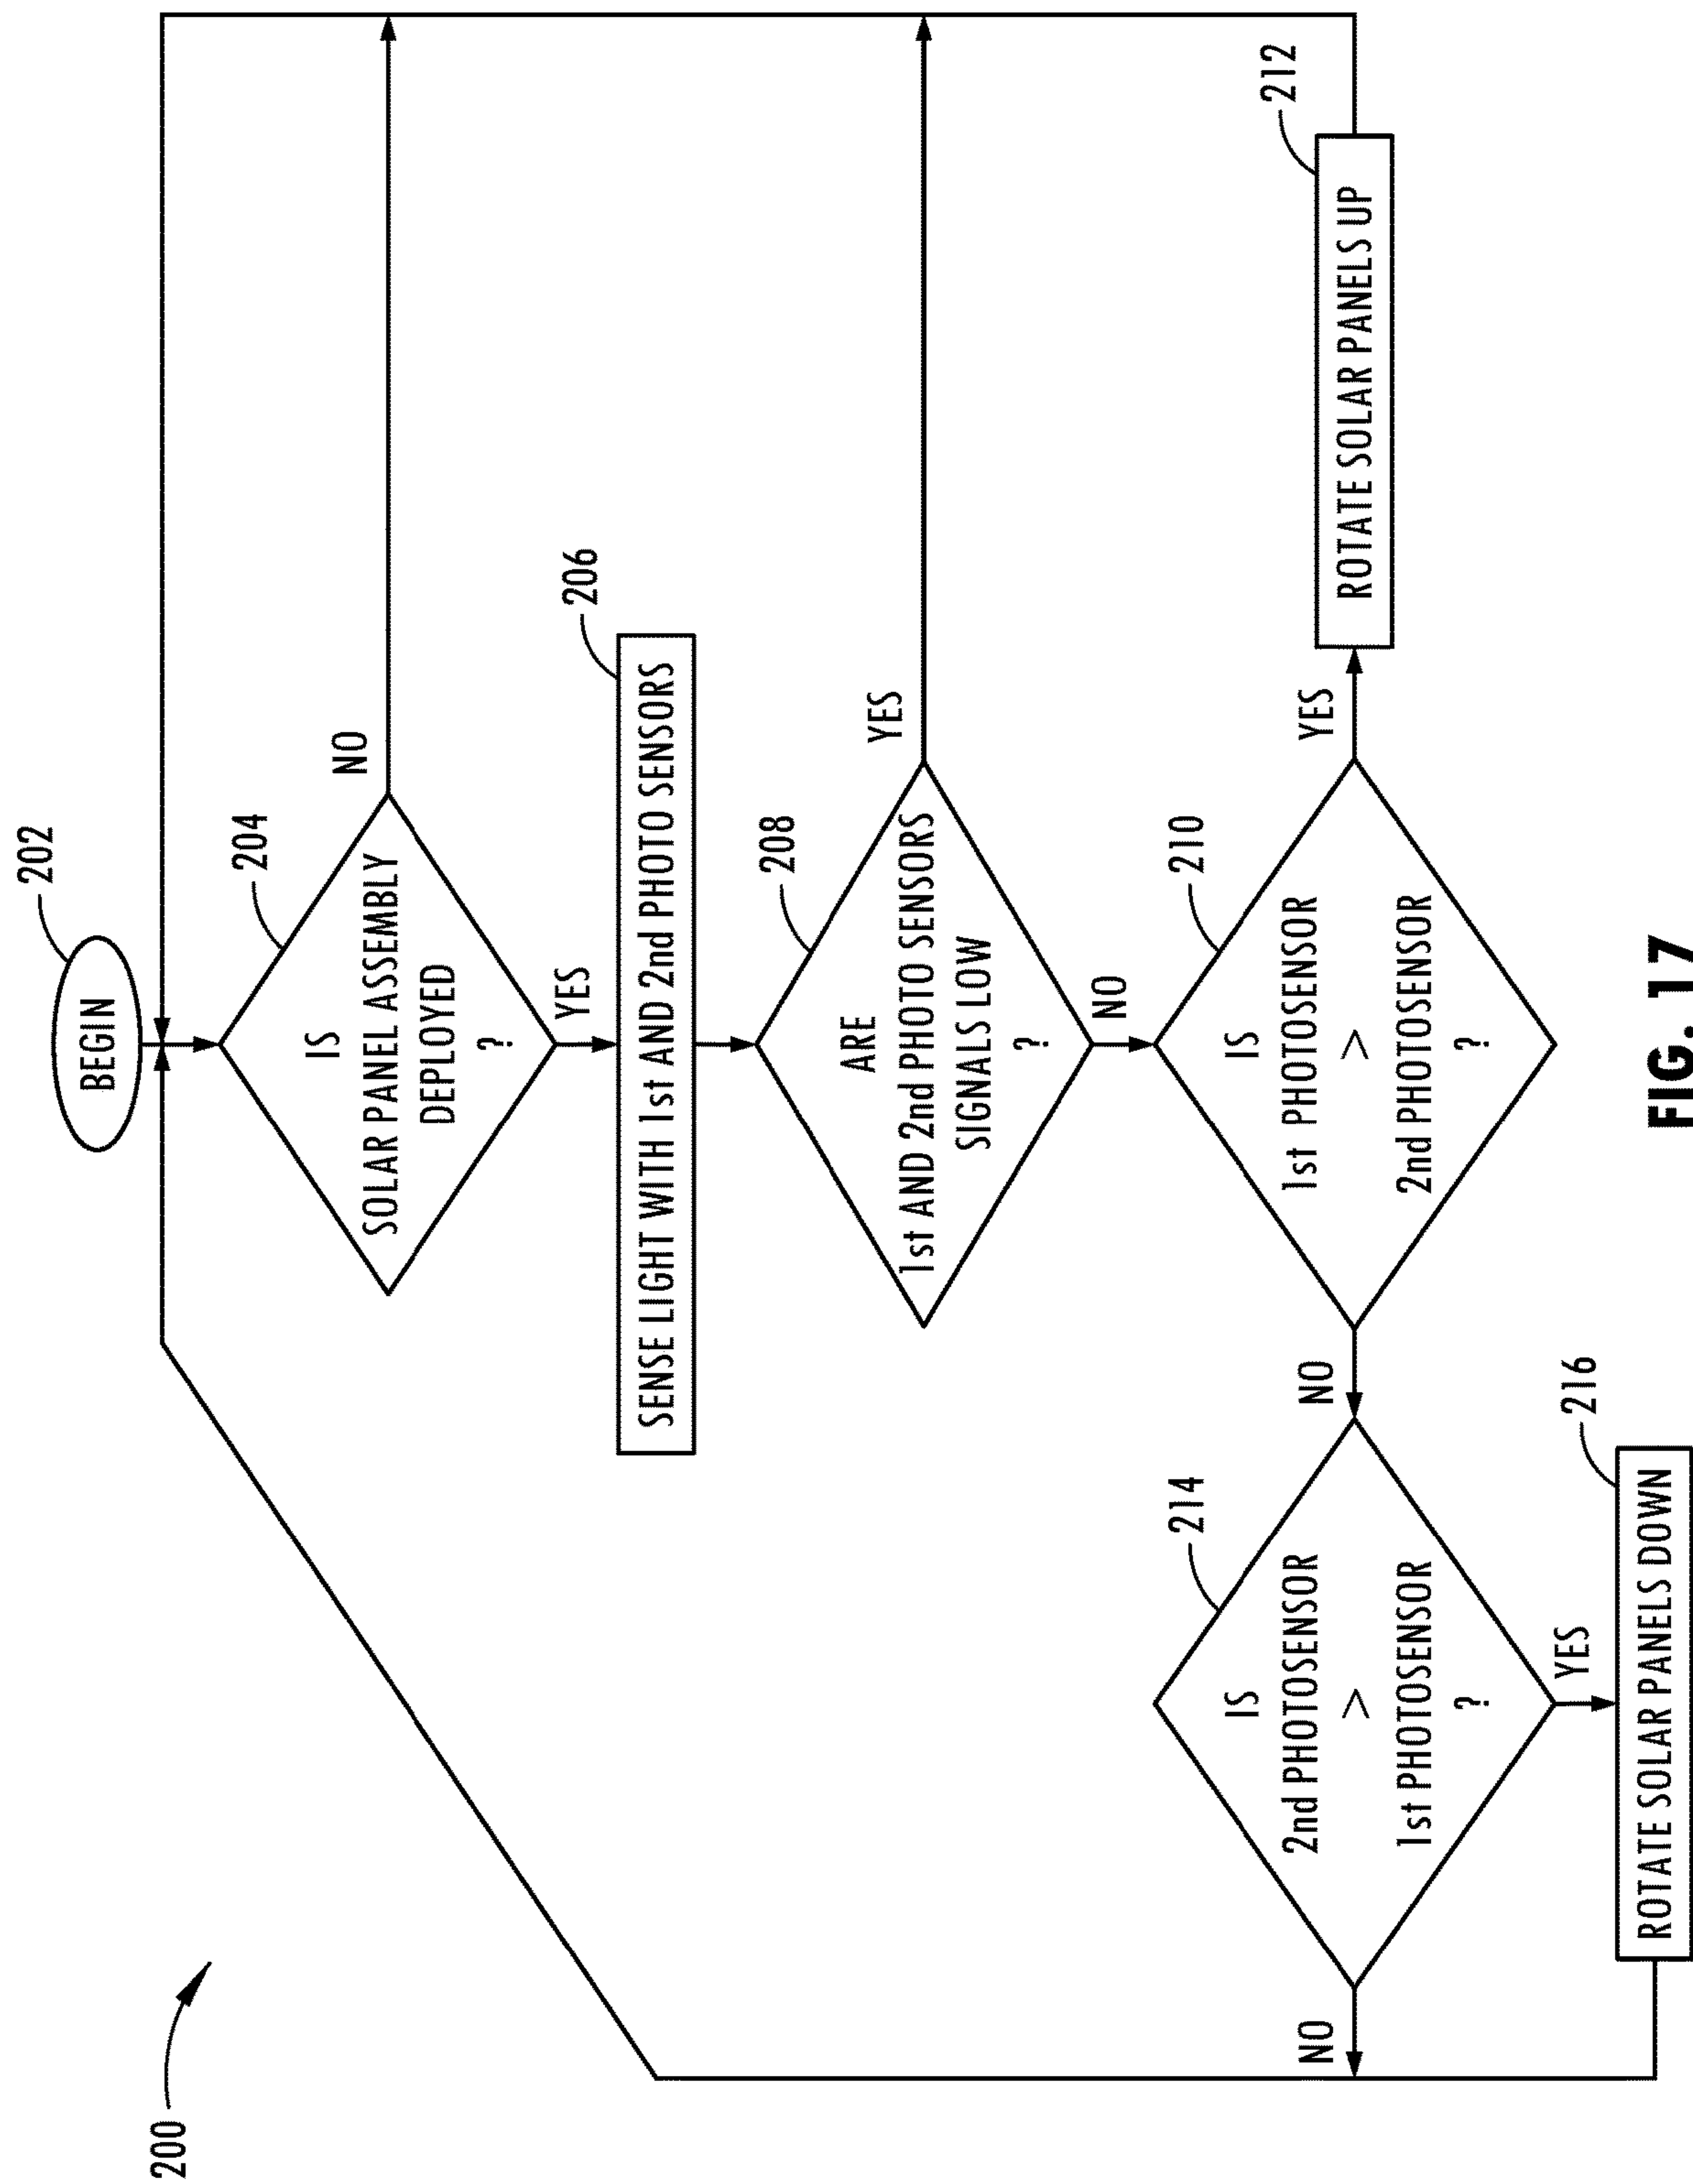 200
202
BEGIN
204
IS
SOLAR PANEL ASSEMBLY
DEPLOYED
?
NO
YES
206
SENSE LIGHT WITH 1st AND 2nd PHOTO SENSORS
208
ARE
1st AND 2nd PHOTO SENSORS
SIGNALS LOW
?
YES
NO
210
IS
1st PHOTOSENSOR
>
2nd PHOTOSENSOR
?
YES
212
ROTATE SOLAR PANELS UP
NO
214
IS
2nd PHOTOSENSOR
>
1st PHOTOSENSOR
?
NO
YES
216
ROTATE SOLAR PANELS DOWN
FIG. 17